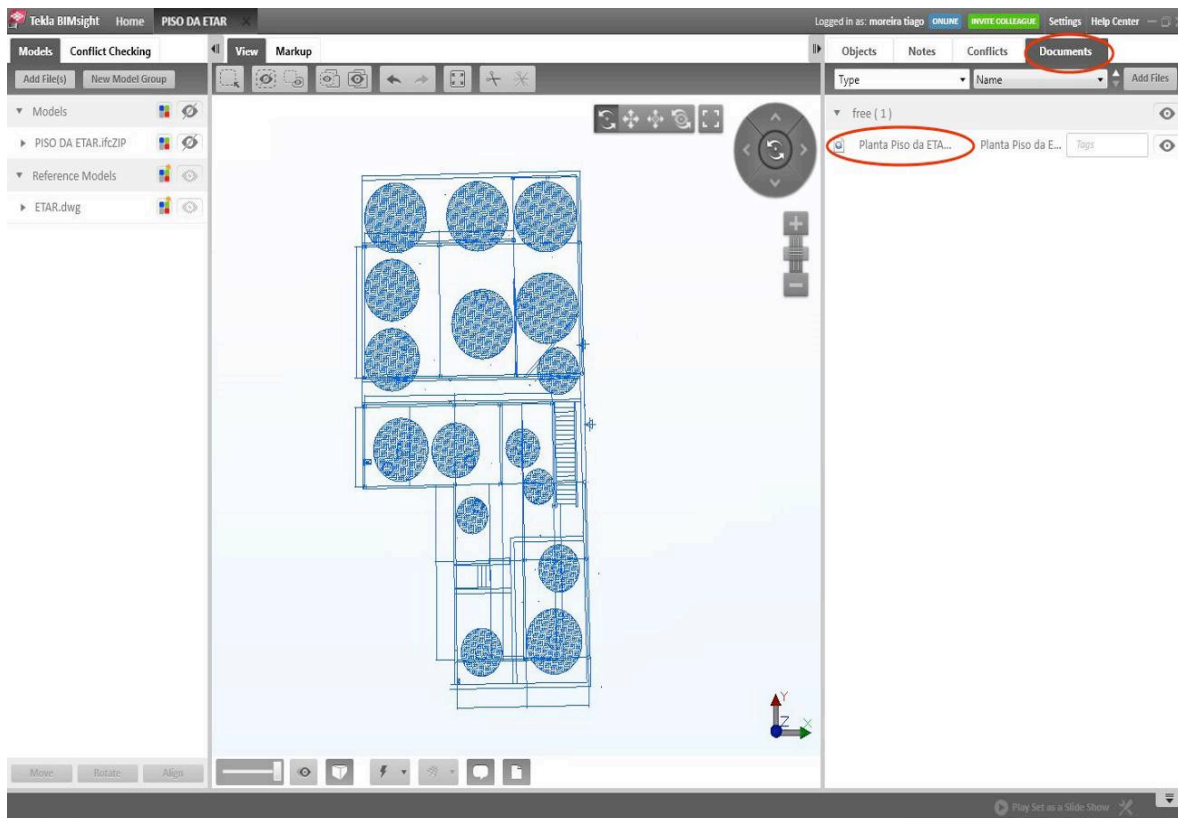 Tekla BIMsight Home PISO DA ETAR
Logged in as: moreira tiago ONLINE INVITE COLLEAGUE Settings Help Center
Models Conflict Checking
View Markup
Objects Notes Conflicts Documents
Add File(s) New Model Group
Type Name Add Files
Models
free ( 1 )
PISO DA ETAR.ifcZIP
Planta Piso da ETA... Planta Piso da E... Tags
Reference Models
ETAR.dwg
Y
Z X
Move Rotate Align
Play Set as a Slide Show